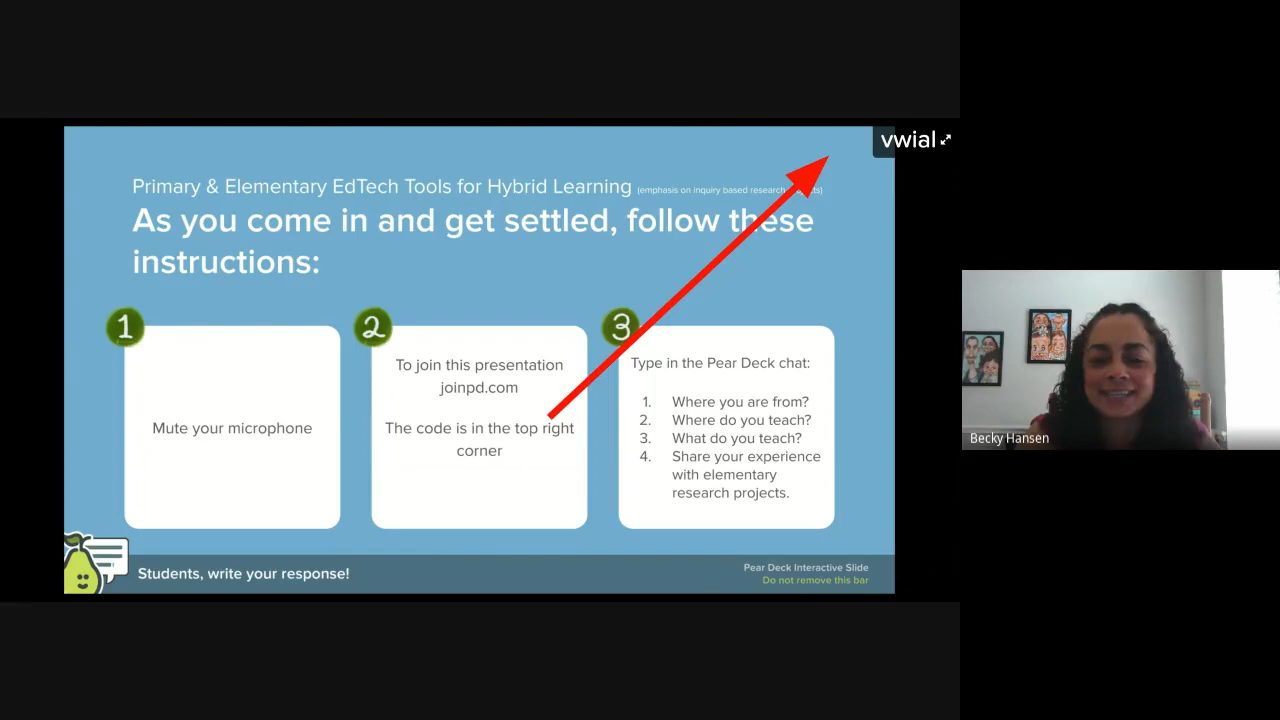 vwial
Primary & Elementary EdTech Tools for Hybrid Learning (emphasis on inquiry based research
As you come in and get settled, follow these
instructions:
1
Mute your microphone
2
To join this presentation
joinpd.com
The code is in the top right
corner
3
Type in the Pear Deck chat:
1. Where you are from?
2. Where do you teach?
3. What do you teach?
4. Share your experience
with elementary
research projects.
Students, write your response!
Pear Deck Interactive Slide
Do not remove this bar
Becky Hansen